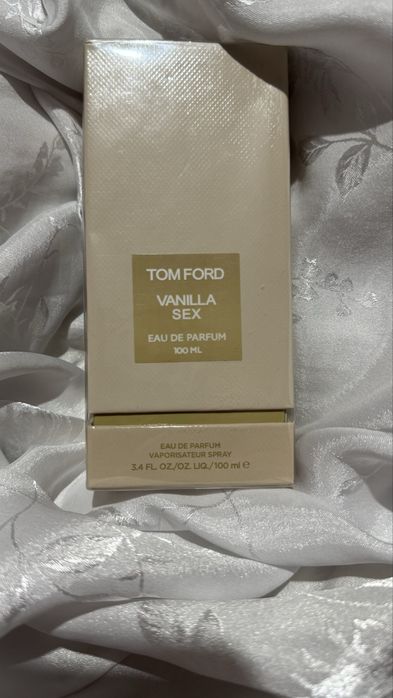 TOM FORD
VANILLA
SEX
EAU DE PARFUM
100 ML
EAU DE PARFUM
VAPORISATEUR SPRAY
3.4 FL. OZ./OZ. LIQ./100 ml ℮